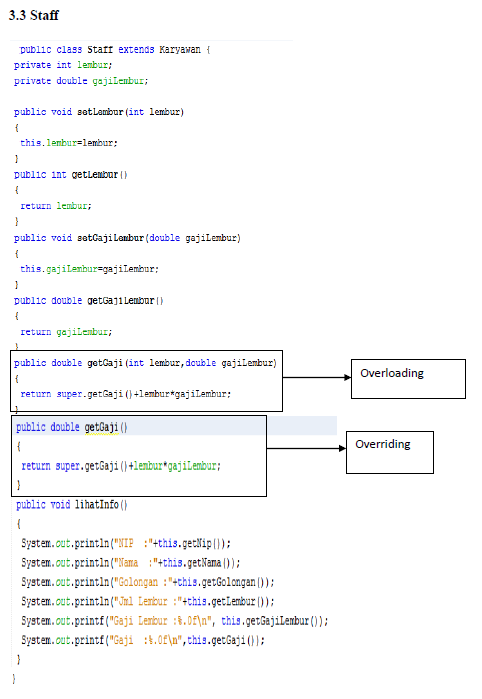 3.3 Staff
public class Staff extends Karyawan {
private int lembur;
private double gajiLembur;
public void setLembur(int lembur)
{
this.lembur=lembur;
}
public int getLembur()
{
return lembur;
}
public void setGajiLembur(double gajiLembur)
{
this.gajiLembur=gajiLembur;
}
public double getGajiLembur()
{
return gajiLembur;
}
public double getGaji(int lembur,double gajiLembur)
Overloading
{
return super.getGaji()+lembur*gajiLembur;
}
public double getGaji()
Overriding
{
return super.getGaji()+lembur*gajiLembur;
}
public void lihatInfo()
{
System.out.println("NIP :"+this.getNip());
System.out.println("Nama :"+this.getNama());
System.out.println("Golongan :"+this.getGolongan());
System.out.println("Jml Lembur :"+this.getLembur());
System.out.printf("Gaji Lembur :%.0f\n", this.getGajiLembur());
System.out.printf("Gaji :%.0f\n",this.getGaji());
}
}